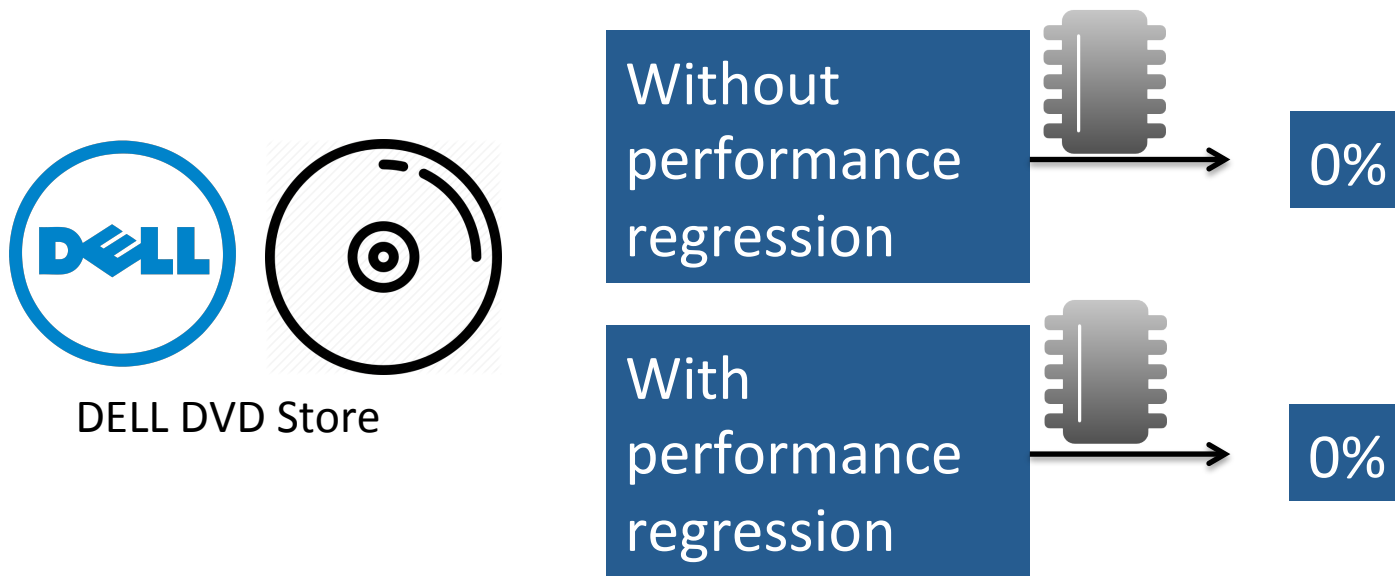 DELL
DELL DVD Store
Without
performance
regression
0%
With
performance
regression
0%